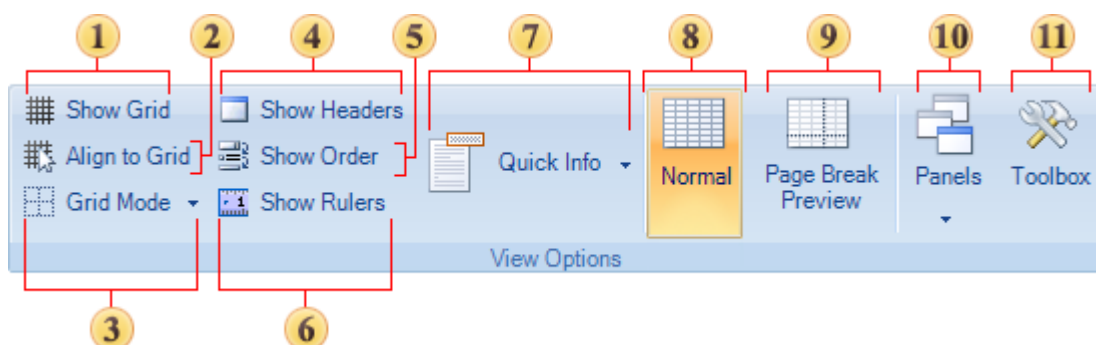 1 2 4 5 7 8 9 10 11
Show Grid
Align to Grid
Grid Mode
Show Headers
Show Order
1 Show Rulers
Quick Info
Normal
Page Break
Preview
Panels
Toolbox
View Options
3 6